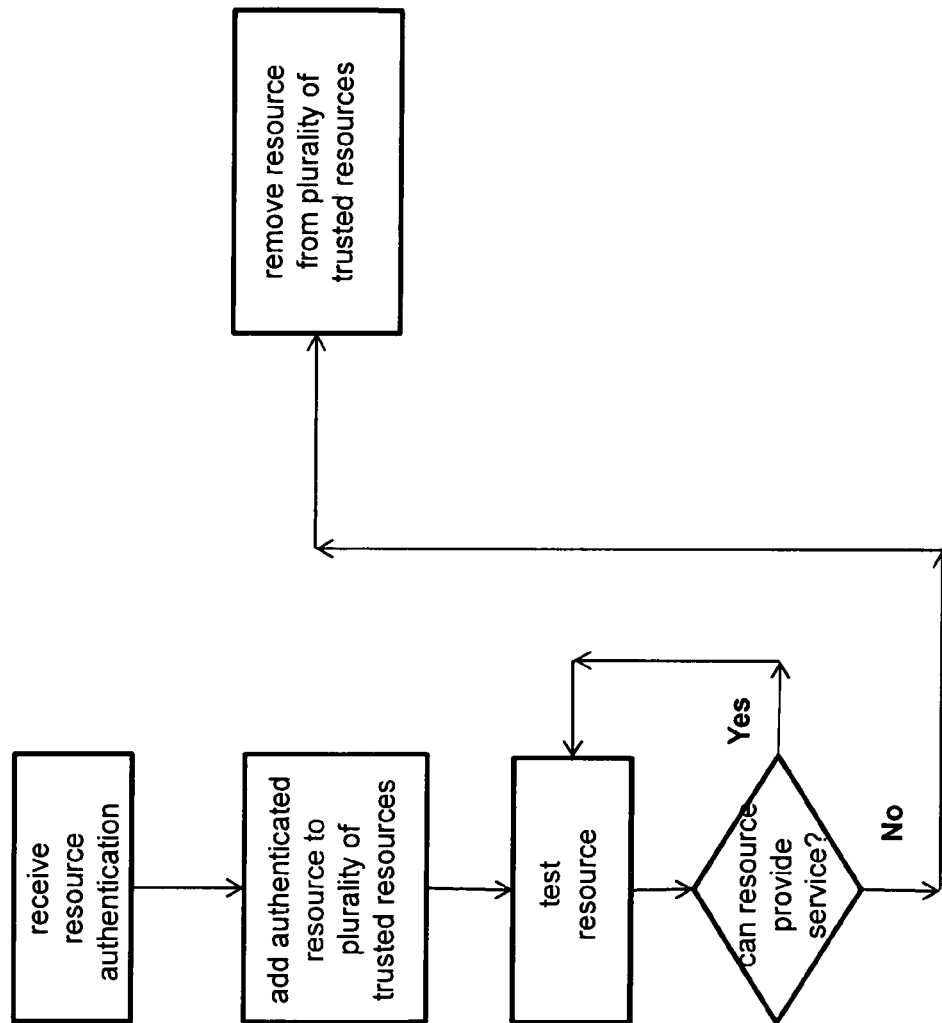 receive
resource
authentication
add authenticated
resource to
plurality of
trusted resources
test
resource
can resource
provide
service?
Yes
No
remove resource
from plurality of
trusted resources